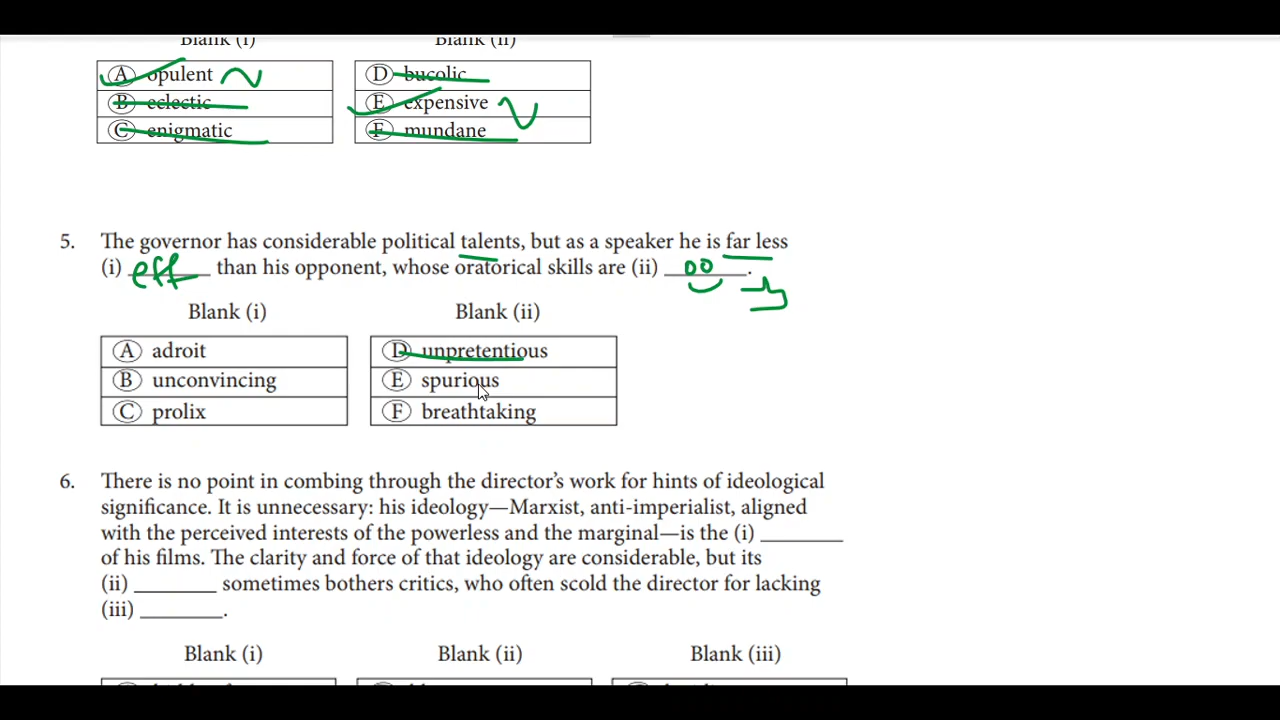 Blank (i) Blank (ii)
A opulent D bucolic
B eclectic E expensive
C enigmatic F mundane
5. The governor has considerable political talents, but as a speaker he is far less
(i) eff than his opponent, whose oratorical skills are (ii) ________.
Blank (i) Blank (ii)
A adroit D unpretentious
B unconvincing E spurious
C prolix F breathtaking
6. There is no point in combing through the director’s work for hints of ideological
significance. It is unnecessary: his ideology—Marxist, anti-imperialist, aligned
with the perceived interests of the powerless and the marginal—is the (i) ________
of his films. The clarity and force of that ideology are considerable, but its
(ii) ________ sometimes bothers critics, who often scold the director for lacking
(iii) ________.
Blank (i) Blank (ii) Blank (iii)